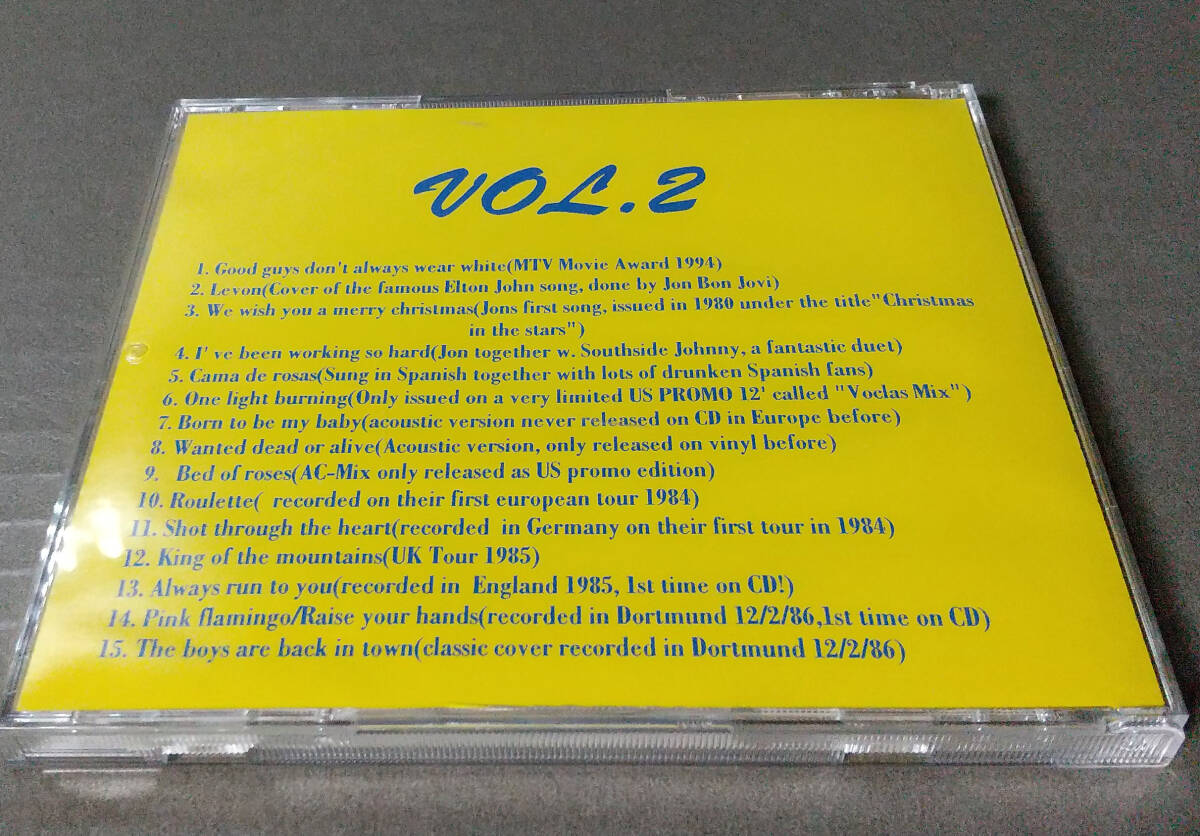 VOL.2
1. Good guys don't always wear white(MTV Movie Award 1994)
2. Levon(Cover of the famous Elton John song, done by Jon Bon Jovi)
3. We wish you a merry christmas(Jons first song, issued in 1980 under the title"Christmas
in the stars")
4. I' ve been working so hard(Jon together w. Southside Johnny, a fantastic duet)
5. Cama de rosas(Sung in Spanish together with lots of drunken Spanish fans)
6. One light burning(Only issued on a very limited US PROMO 12' called "Voclas Mix")
7. Born to be my baby(acoustic version never released on CD in Europe before)
8. Wanted dead or alive(Acoustic version, only released on vinyl before)
9. Bed of roses(AC-Mix only released as US promo edition)
10. Roulette( recorded on their first european tour 1984)
11. Shot through the heart(recorded in Germany on their first tour in 1984)
12. King of the mountains(UK Tour 1985)
13. Always run to you(recorded in England 1985, 1st time on CD!)
14. Pink flamingo/Raise your hands(recorded in Dortmund 12/2/86,1st time on CD)
15. The boys are back in town(classic cover recorded in Dortmund 12/2/86)